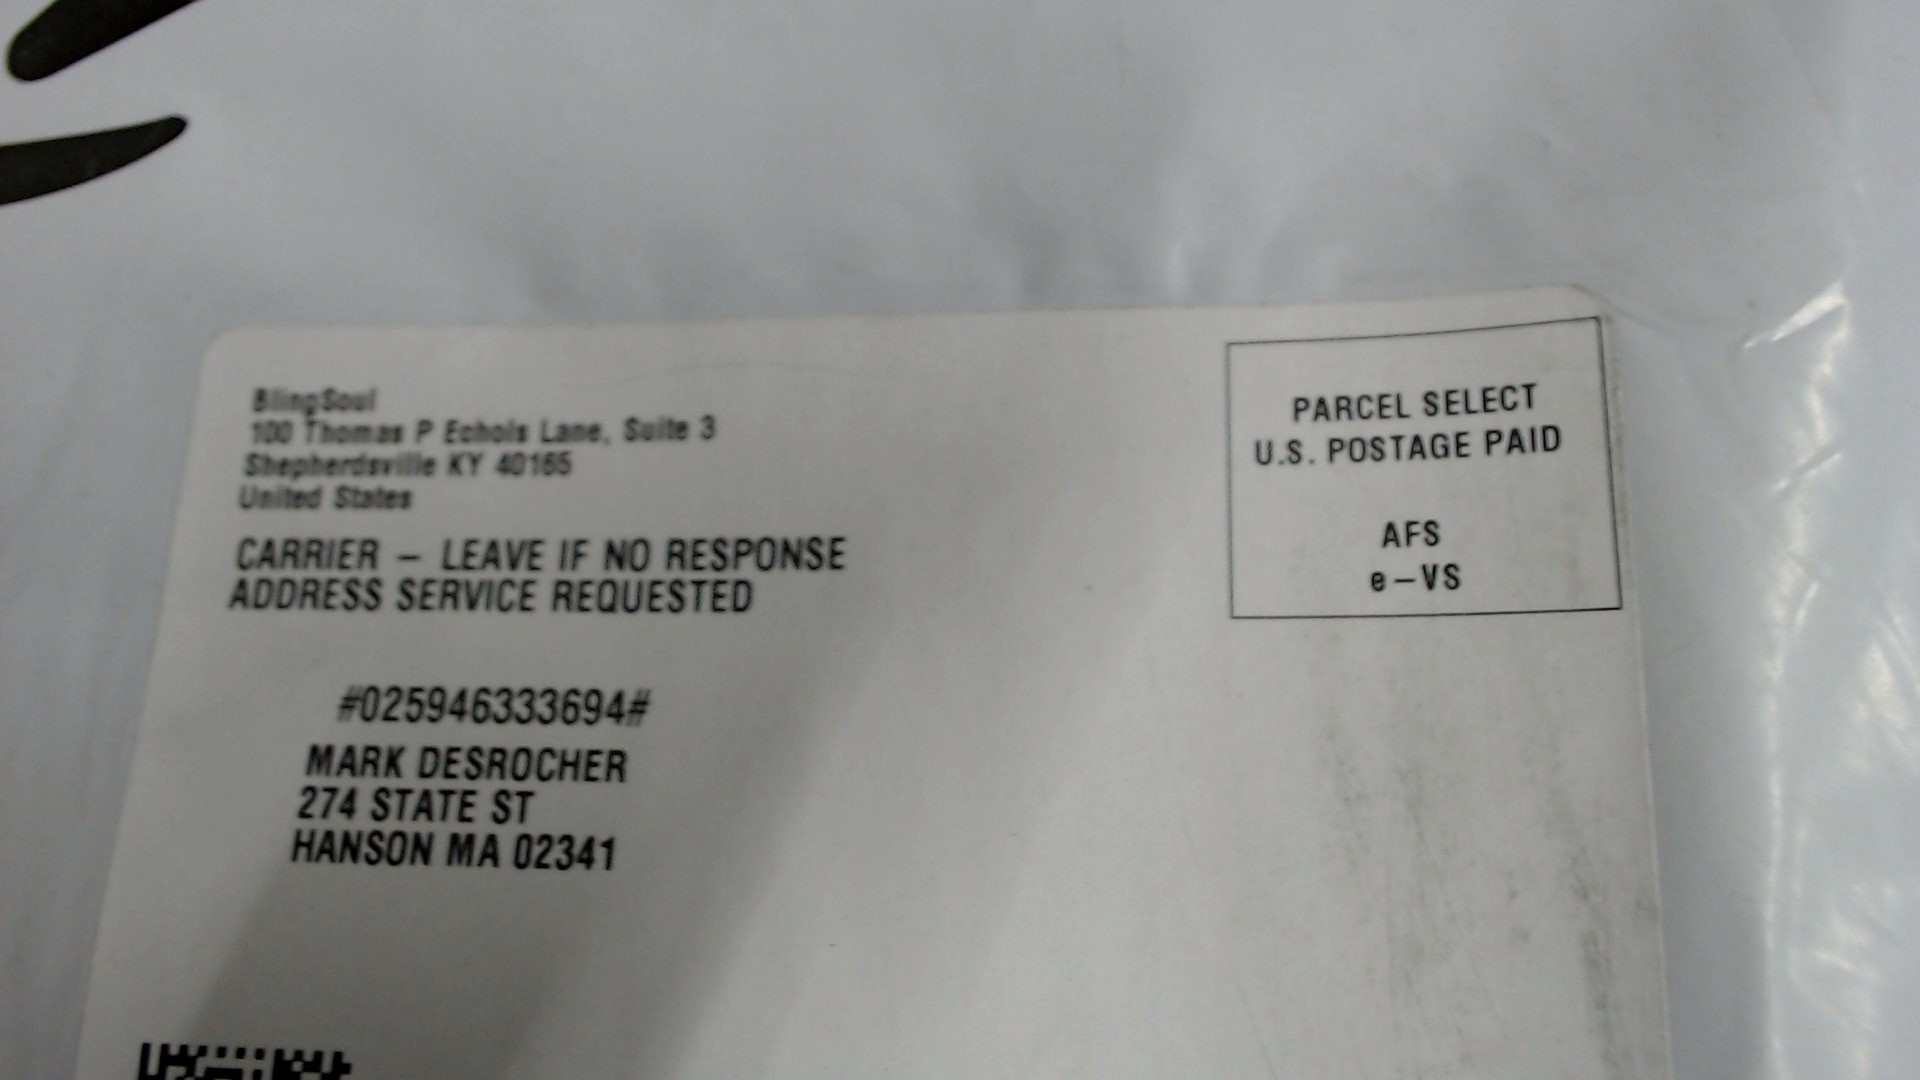 BlingSoul
100 Thomas P Echols Lane, Suite 3
Shepherdsville KY 40165
United States
CARRIER – LEAVE IF NO RESPONSE
ADDRESS SERVICE REQUESTED
PARCEL SELECT
U.S. POSTAGE PAID
AFS
e–VS
#025946333694#
MARK DESROCHER
274 STATE ST
HANSON MA 02341